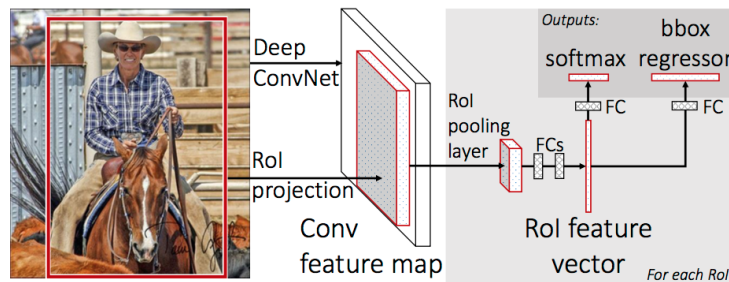 Deep
ConvNet
RoI
projection
Conv
feature map
RoI
pooling
layer
FCs
RoI feature
vector
For each RoI
Outputs:
softmax
bbox
regressor
FC
FC